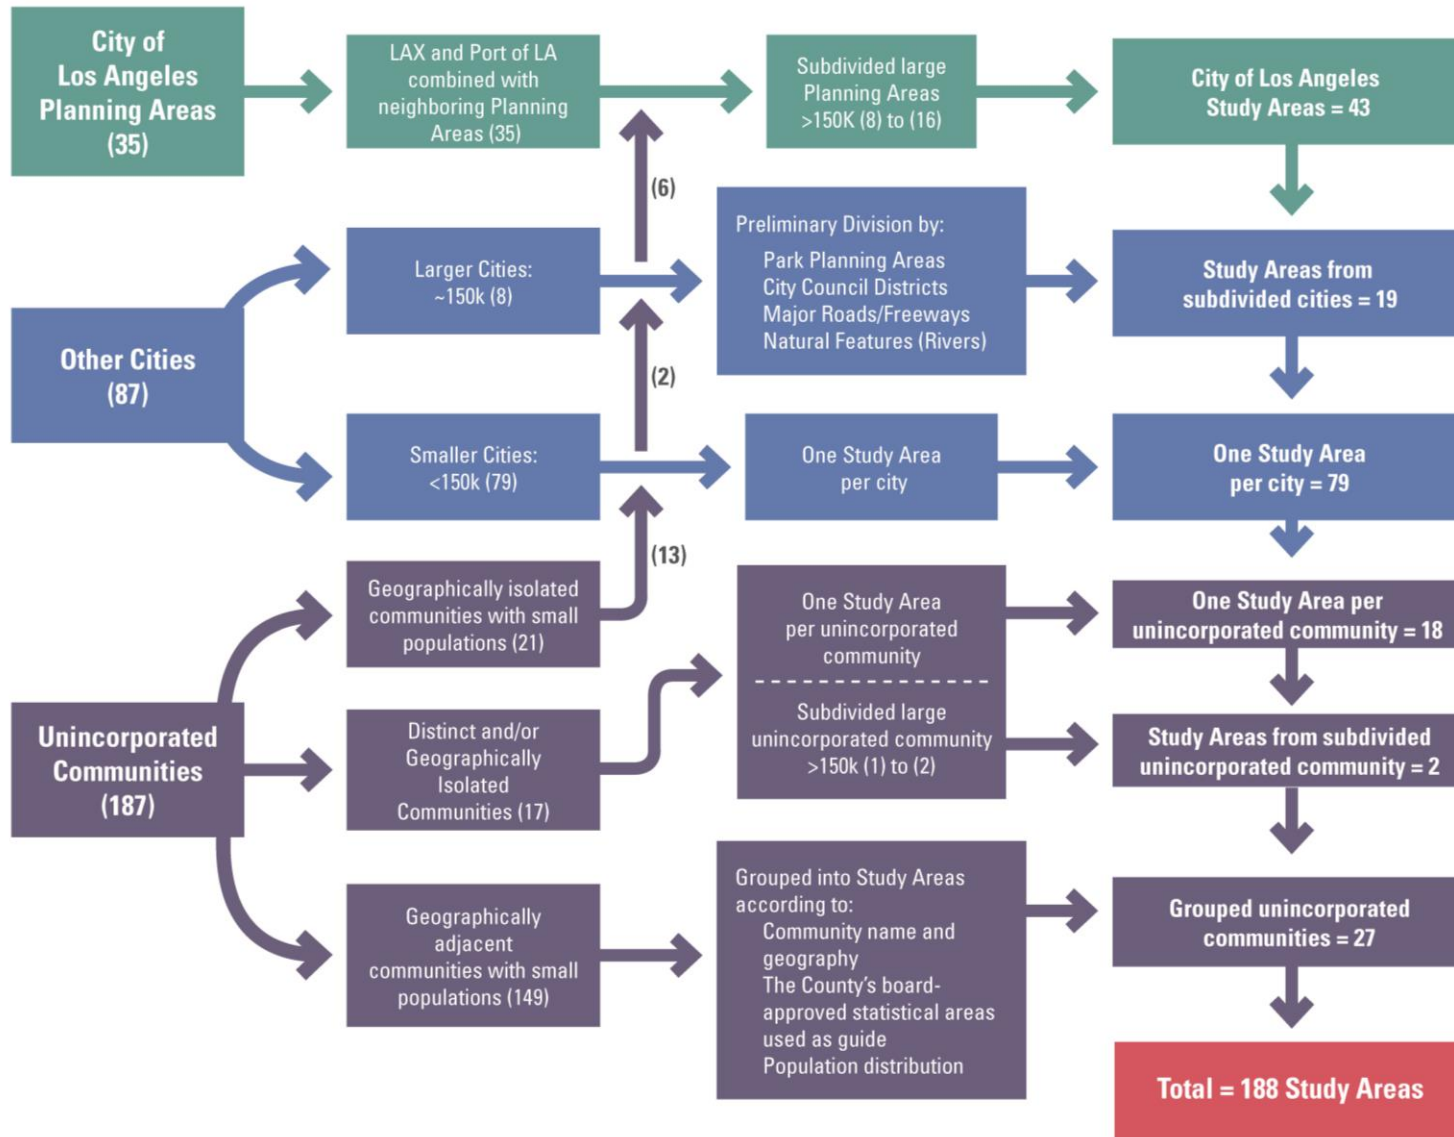 City of
Los Angeles
Planning Areas
(35)
LAX and Port of LA
combined with
neighboring Planning
Areas (35)
Subdivided large
Planning Areas
>150K (8) to (16)
City of Los Angeles
Study Areas = 43
(6)
Other Cities
(87)
Larger Cities:
~150k (8)
Preliminary Division by:
Park Planning Areas
City Council Districts
Major Roads/Freeways
Natural Features (Rivers)
Study Areas from
subdivided cities = 19
(2)
Smaller Cities:
<150k (79)
One Study Area
per city
One Study Area
per city = 79
(13)
Unincorporated
Communities
(187)
Geographically isolated
communities with small
populations (21)
Distinct and/or
Geographically
Isolated
Communities (17)
One Study Area
per unincorporated
community
Subdivided large
unincorporated community
>150k (1) to (2)
One Study Area per
unincorporated community = 18
Study Areas from subdivided
unincorporated community = 2
Geographically
adjacent
communities with small
populations (149)
Grouped into Study Areas
according to:
Community name and
geography
The County's board-
approved statistical areas
used as guide
Population distribution
Grouped unincorporated
communities = 27
Total = 188 Study Areas